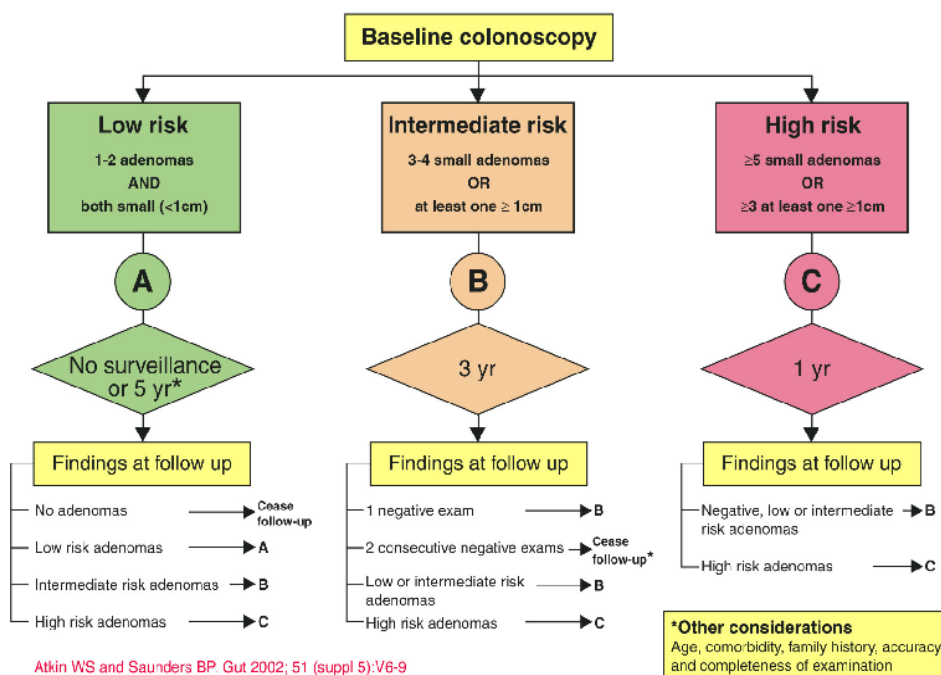 Baseline colonoscopy
Low risk
1-2 adenomas
AND
both small (<1cm)
A
No surveillance
or 5 yr*
Findings at follow up
No adenomas
Cease
follow-up
Low risk adenomas
A
Intermediate risk adenomas
B
High risk adenomas
C
Intermediate risk
3-4 small adenomas
OR
at least one ≥ 1cm
B
3 yr
Findings at follow up
1 negative exam
B
2 consecutive negative exams
Cease
follow-up*
Low or intermediate risk
adenomas
B
High risk adenomas
C
High risk
≥5 small adenomas
OR
≥3 at least one ≥1cm
C
1 yr
Findings at follow up
Negative, low or intermediate
risk adenomas
B
High risk adenomas
C
*Other considerations
Age, comorbidity, family history, accuracy
and completeness of examination
Atkin WS and Saunders BP. Gut 2002; 51 (suppl 5):V6-9